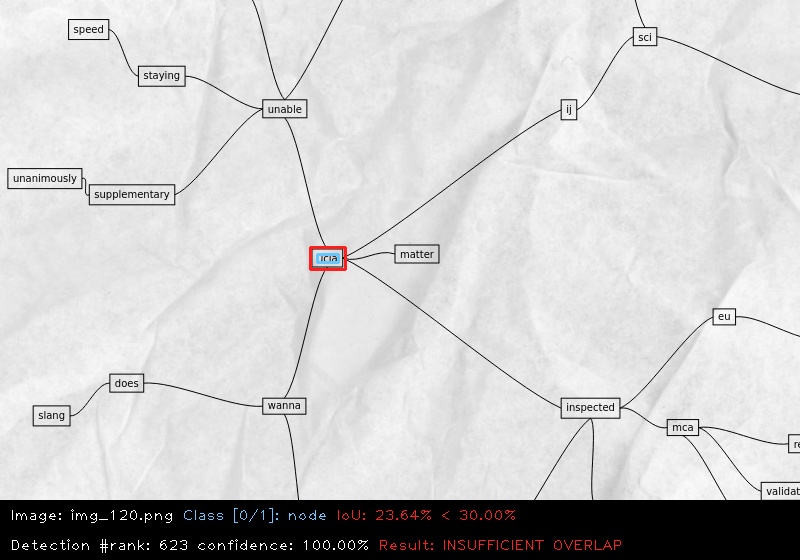 speed
sci
staying
unable
ij
unanimously
supplementary
matter
eu
does
wanna
inspected
slang
mca
re
validat
Image: img_120.png Class [0/1]: node IoU: 23.64% < 30.00%
Detection #rank: 623 confidence: 100.00% Result: INSUFFICIENT OVERLAP